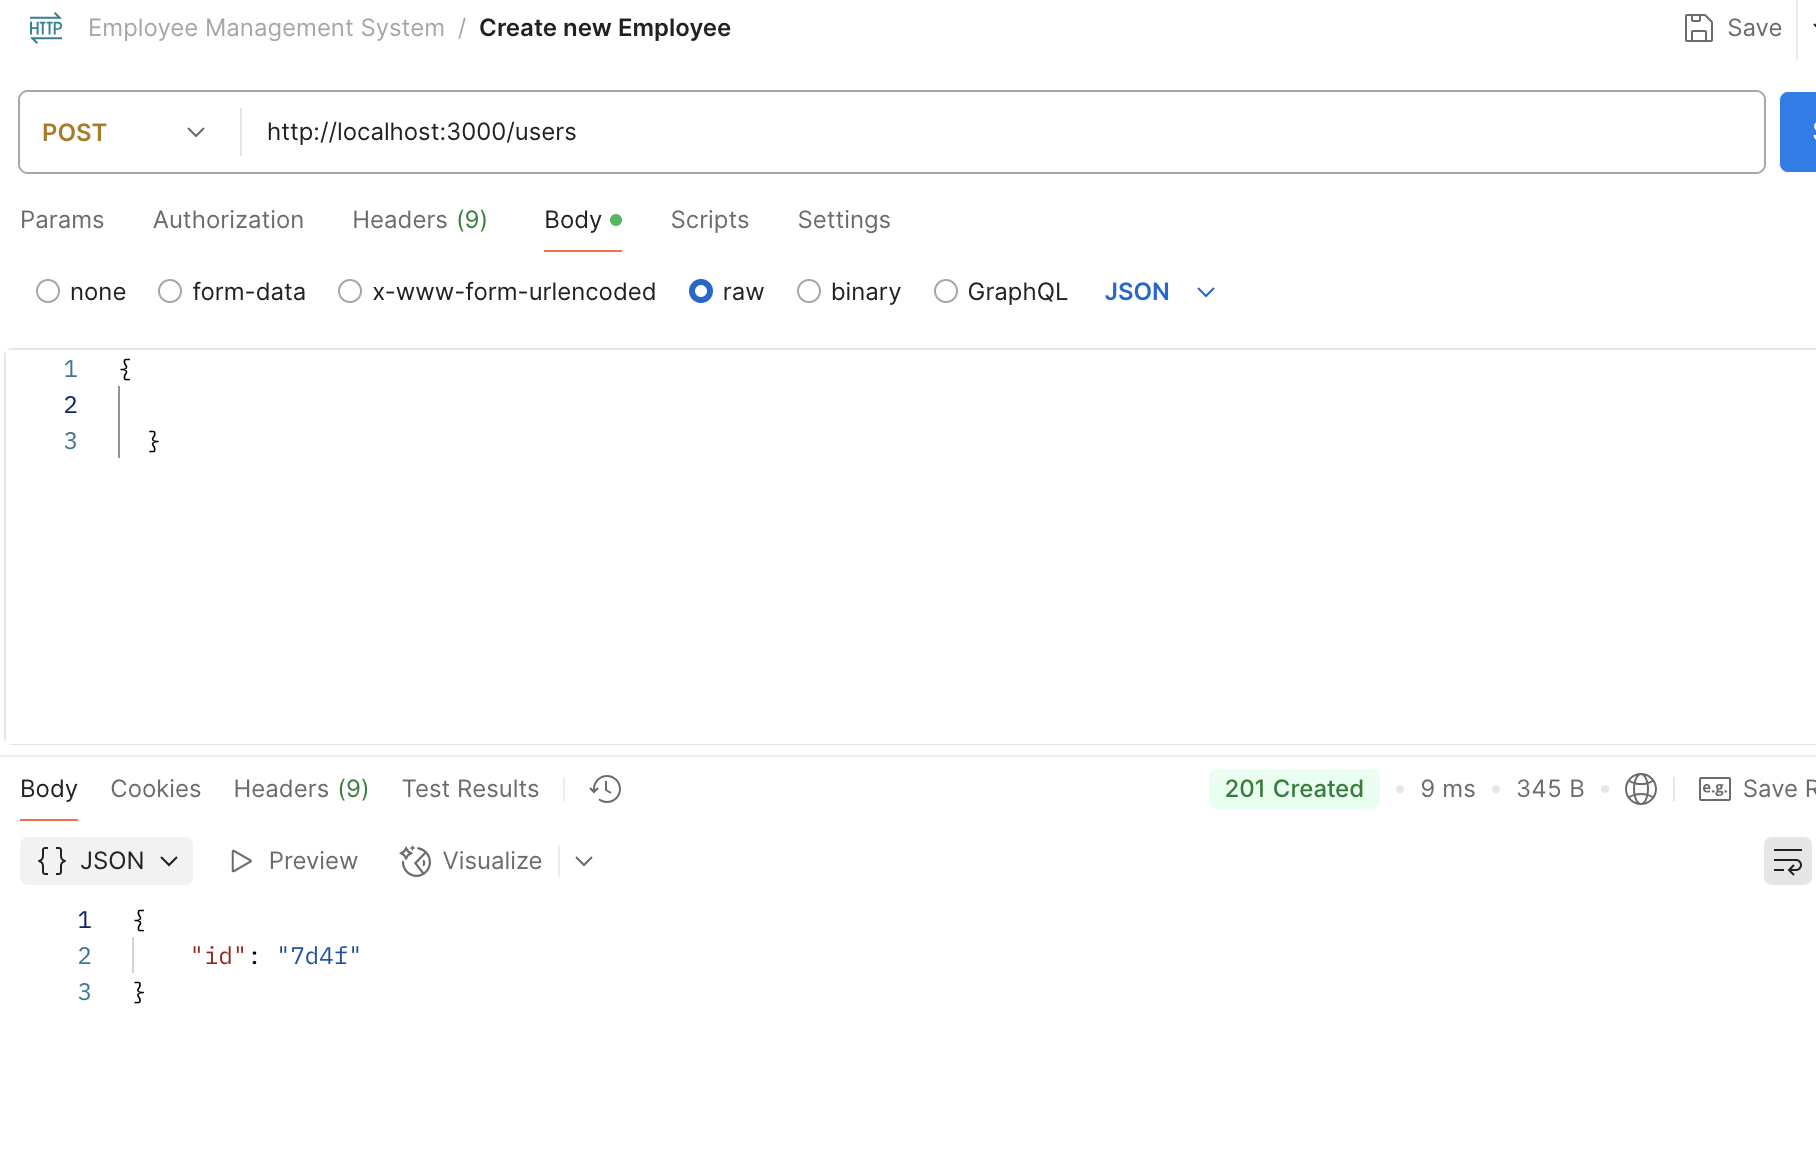 HTTP Employee Management System / Create new Employee Save
POST http://localhost:3000/users
Params Authorization Headers (9) Body Scripts Settings
none form-data x-www-form-urlencoded raw binary GraphQL JSON
1 {
2
3 }
Body Cookies Headers (9) Test Results 201 Created • 9 ms • 345 B • e.g. Save
{} JSON Preview Visualize
1 {
2 "id": "7d4f"
3 }